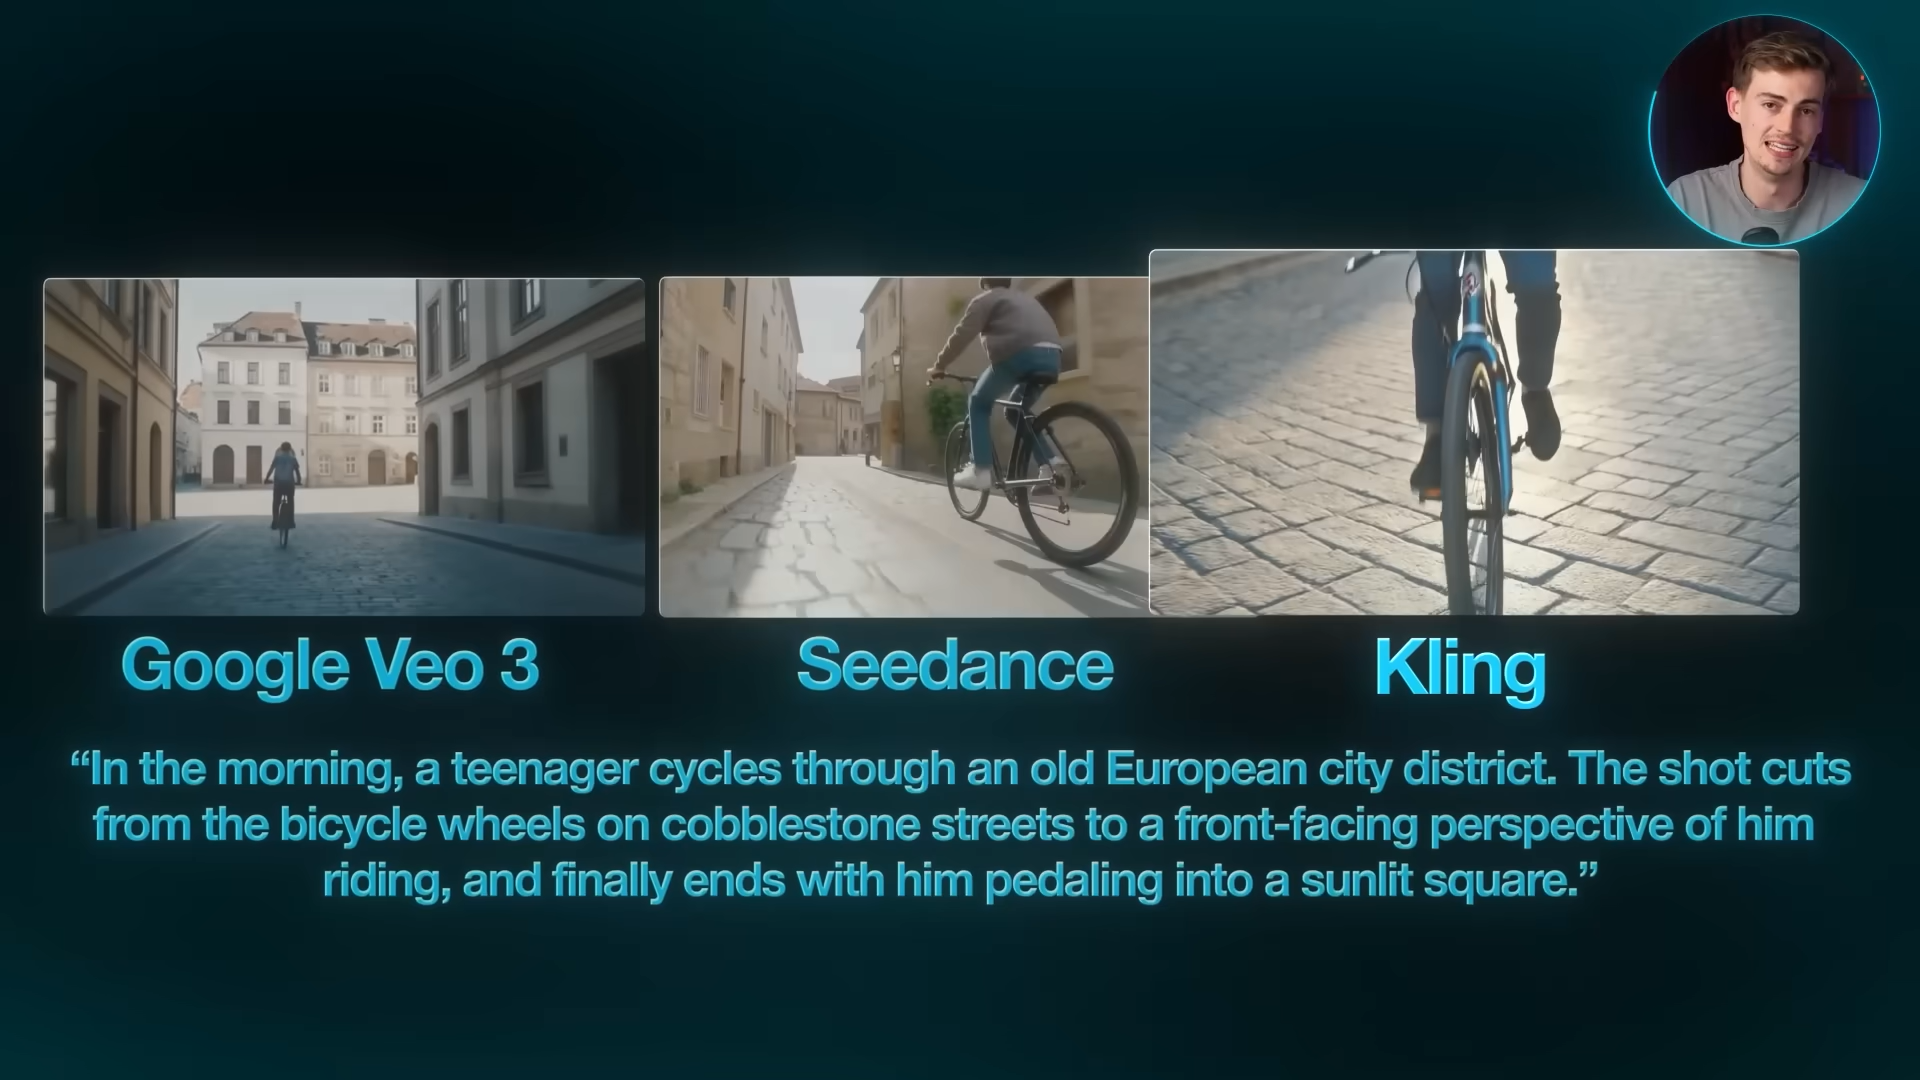 Google Veo 3
Seedance
Kling
“In the morning, a teenager cycles through an old European city district. The shot cuts
from the bicycle wheels on cobblestone streets to a front-facing perspective of him
riding, and finally ends with him pedaling into a sunlit square.”